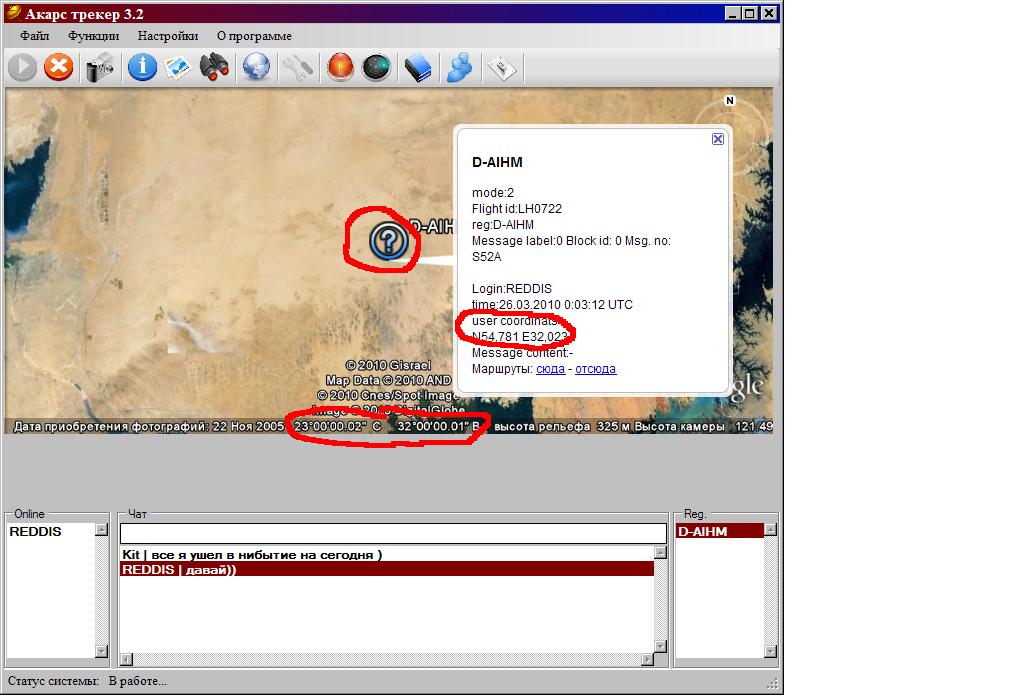 Акарс трекер 3.2
Файл Функции Настройки О программе
N
D-AIHM
mode:2
Flight id:LH0722
reg:D-AIHM
Message label:0 Block id: 0 Msg. no:
S52A
Login:REDDIS
time:26.03.2010 0:03:12 UTC
user coordinats:
N54,781 E32,023
Message content:-
Маршруты: сюда - отсюда
D-AIH
© 2010 Gisrael
Map Data © 2010 AND
© 2010 Cnes/Spot Image
Image © 2010 DigitalGlobe
gle
Дата приобретения фотографий: 22 Ноя 2005 23°00'00.02" С 32°00'00.01" В высота рельефа 325 м Высота камеры 121.49
Online
Чат
Reg.
REDDIS
D-AIHM
Kit | все я ушел в нибытие на сегодня )
REDDIS | давай))
Статус системы: В работе...